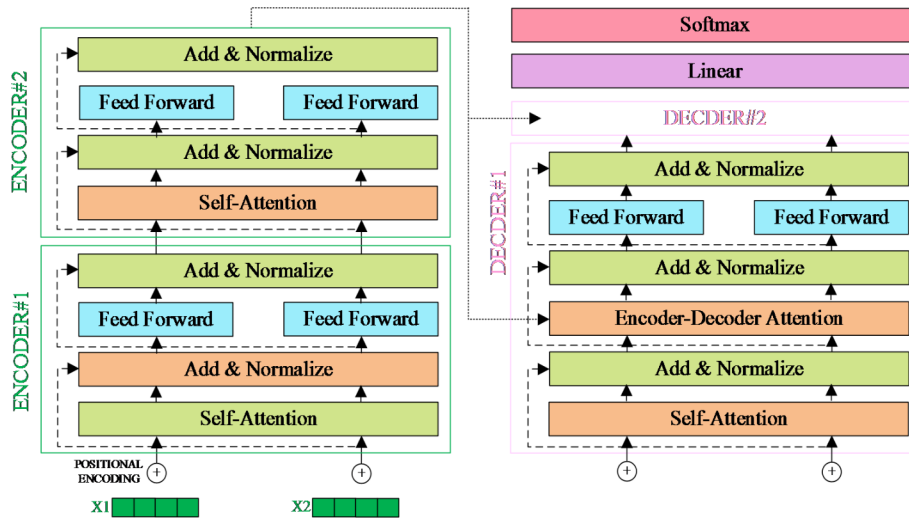 ENCODER#2
Add & Normalize
Feed Forward Feed Forward
Add & Normalize
Self-Attention
ENCODER#1
Add & Normalize
Feed Forward Feed Forward
Add & Normalize
Self-Attention
POSITIONAL
ENCODING
+ +
X1 X2
Softmax
Linear
DECDER#2
DECDER#1
Add & Normalize
Feed Forward Feed Forward
Add & Normalize
Encoder-Decoder Attention
Add & Normalize
Self-Attention
+ +